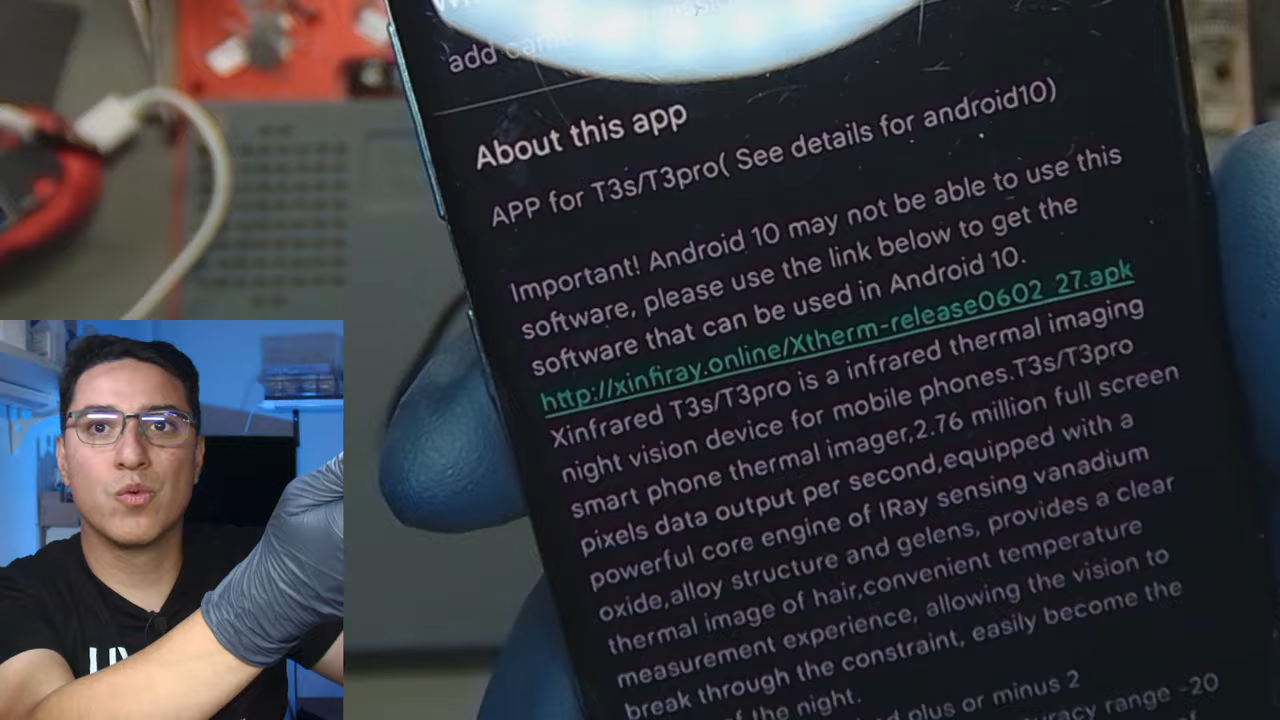 add
About this app
APP for T3s/T3pro( See details for android10)
Important! Android 10 may not be able to use this
software, please use the link below to get the
software that can be used in Android 10.
http://xinfiray.online/Xtherm-release0602_27.apk
Xinfrared T3s/T3pro is a infrared thermal imaging
night vision device for mobile phones.T3s/T3pro
smart phone thermal imager,2.76 million full screen
pixels data output per second,equipped with a
powerful core engine of IRay sensing vanadium
oxide,alloy structure and gelens, provides a clear
thermal image of hair,convenient temperature
measurement experience, allowing the vision to
break through the constraint, easily become the
the night.
plus or minus 2
range -20